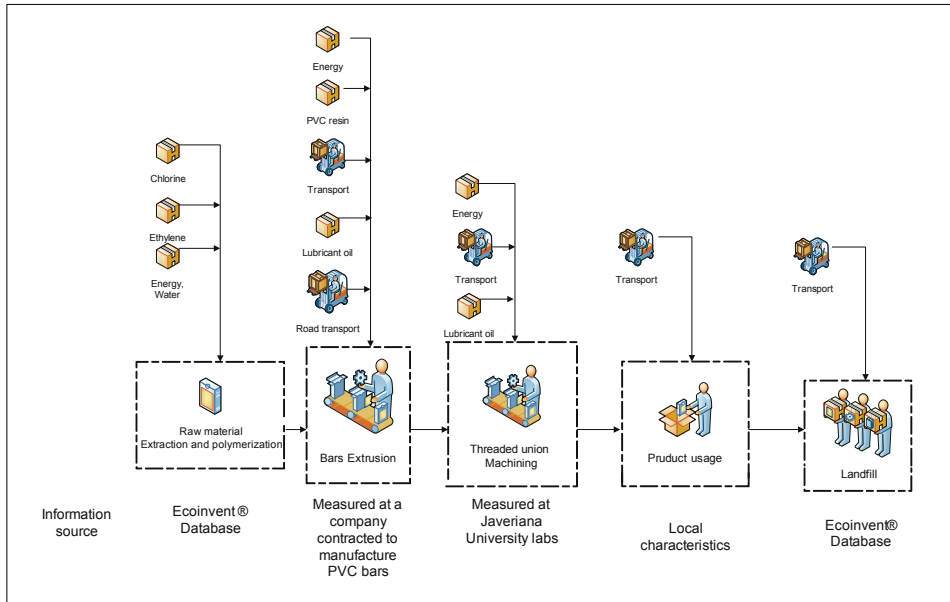 Energy
PVC resin
Transport
Lubricant oil
Road transport
Chlorine
Ethylene
Energy,
Water
Energy
Transport
Lubricant oil
Transport
Transport
Raw material
Extraction and polymerization
Bars Extrusion
Threaded union
Machining
Pruduct usage
Landfill
Information
source
Ecoinvent ®
Database
Measured at a
company
contracted to
manufacture
PVC bars
Measured at
Javeriana
University labs
Local
characteristics
Ecoinvent®
Database